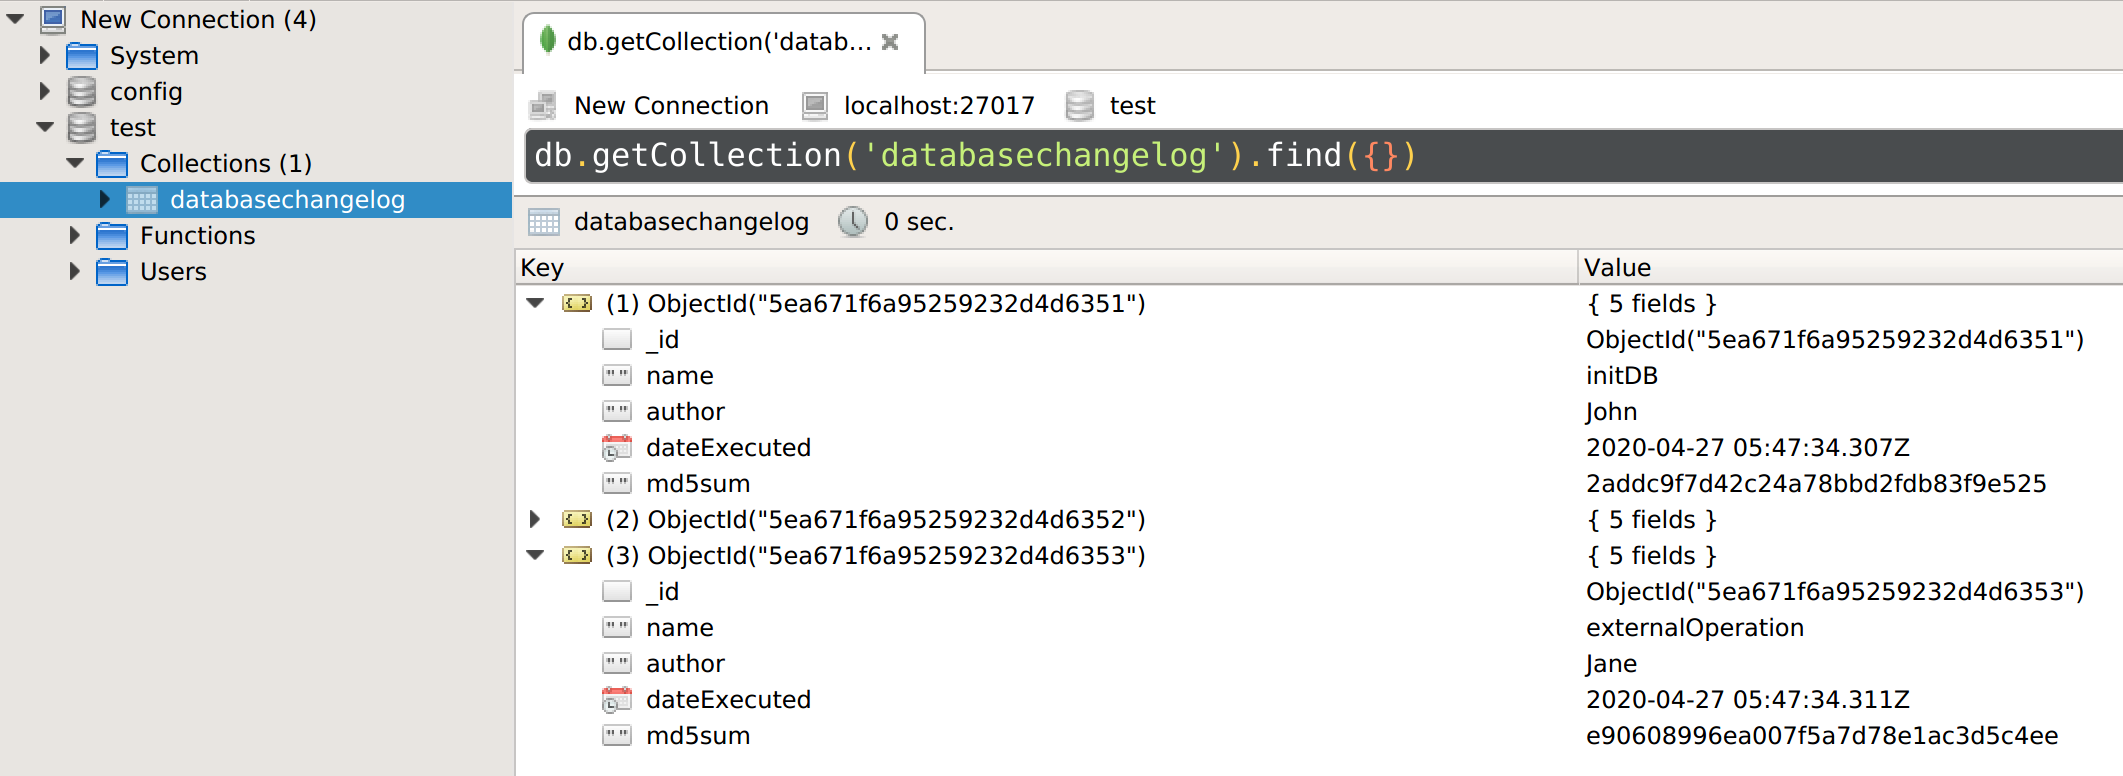 New Connection (4)
System
config
test
Collections (1)
databasechangelog
Functions
Users
db.getCollection('datab...
New Connection localhost:27017 test
db.getCollection('databasechangelog').find({})
databasechangelog 0 sec.
Key Value
(1) ObjectId("5ea671f6a95259232d4d6351") { 5 fields }
_id ObjectId("5ea671f6a95259232d4d6351")
name initDB
author John
dateExecuted 2020-04-27 05:47:34.307Z
md5sum 2addc9f7d42c24a78bbd2fdb83f9e525
(2) ObjectId("5ea671f6a95259232d4d6352") { 5 fields }
(3) ObjectId("5ea671f6a95259232d4d6353") { 5 fields }
_id ObjectId("5ea671f6a95259232d4d6353")
name externalOperation
author Jane
dateExecuted 2020-04-27 05:47:34.311Z
md5sum e90608996ea007f5a7d78e1ac3d5c4ee